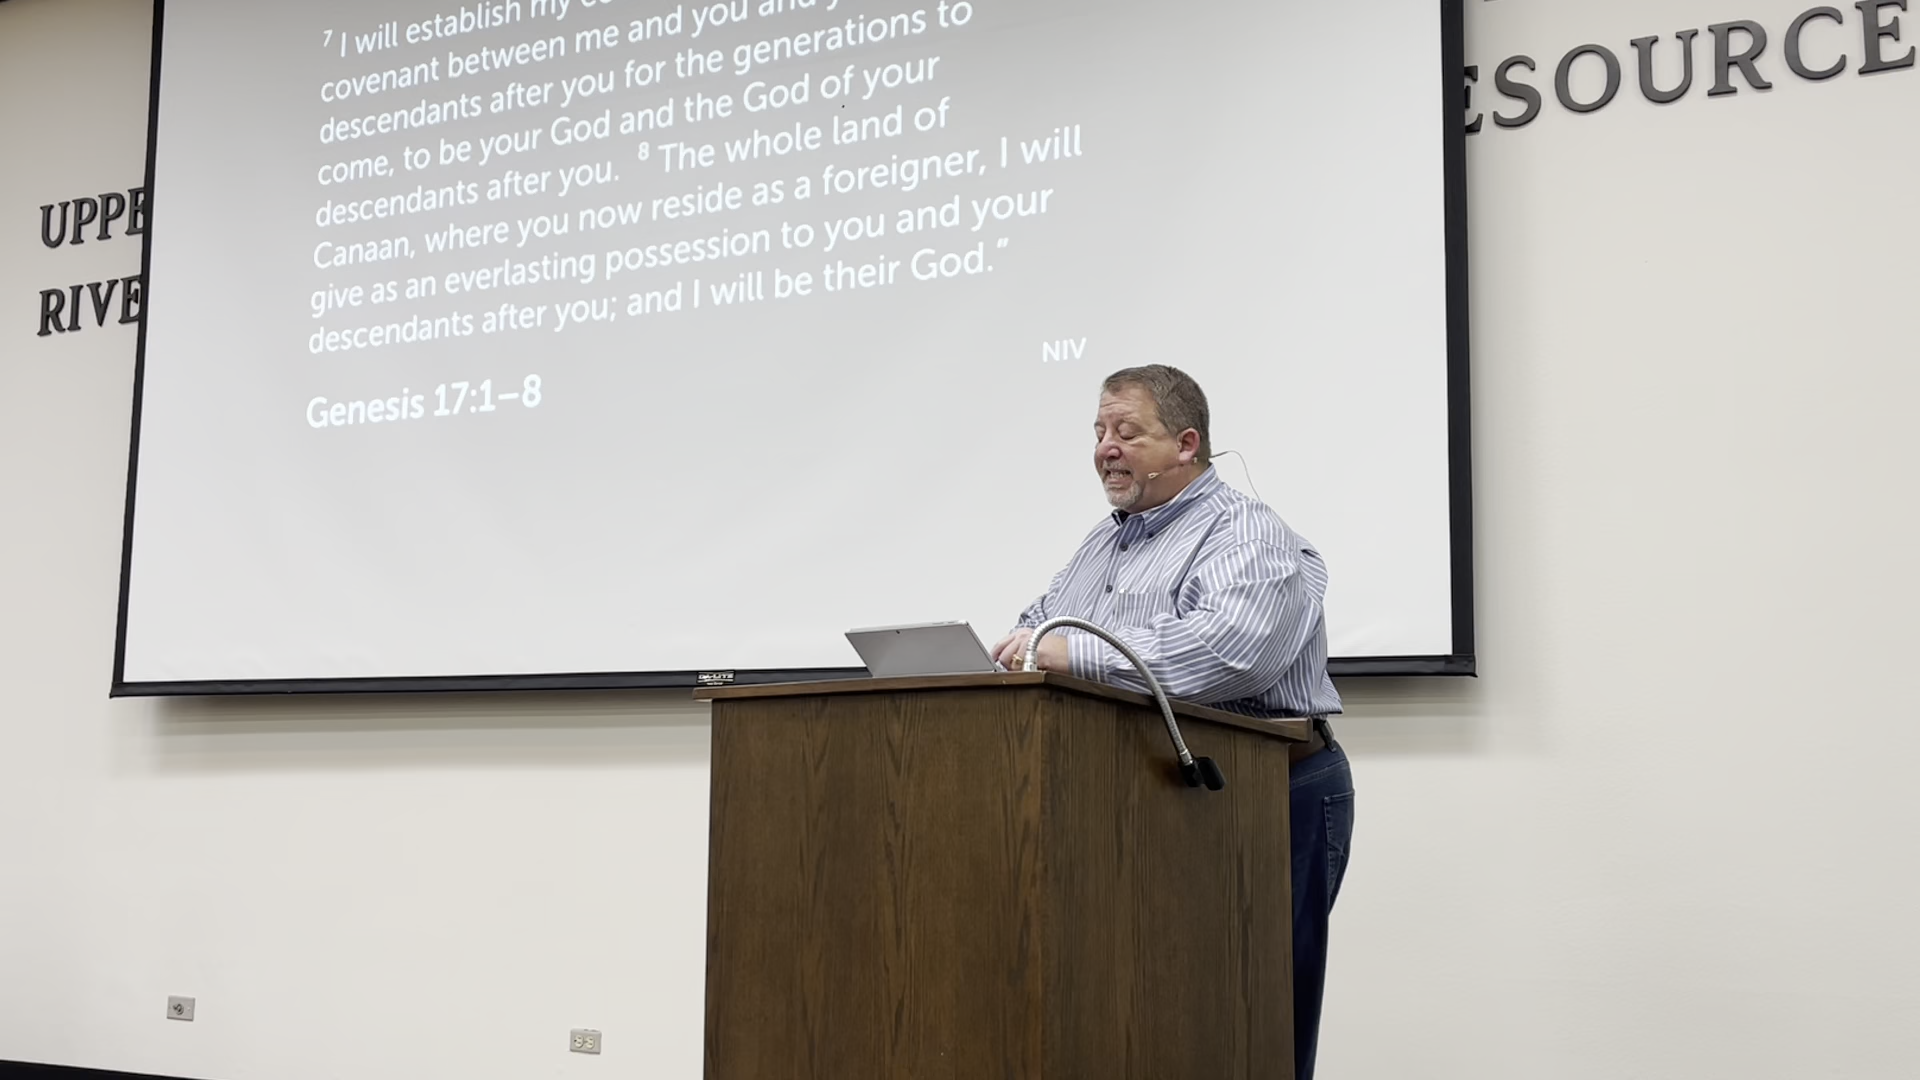 7 I will establish my
covenant between me and you and
descendants after you for the generations to
come, to be your God and the God of your
descendants after you. 8 The whole land of
Canaan, where you now reside as a foreigner, I will
give as an everlasting possession to you and your
descendants after you; and I will be their God.”
NIV
Genesis 17:1–8
UPPE
RIVE
ESOURCE
DA-LITE